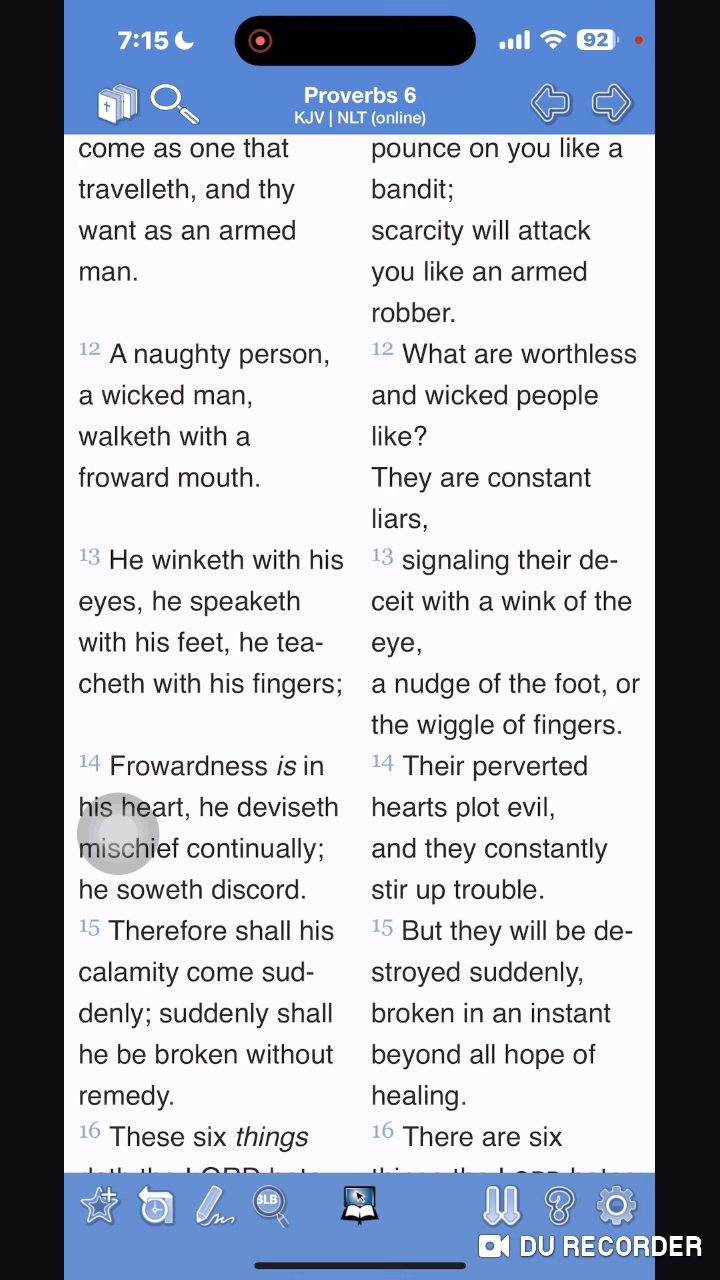 7:15
92
Proverbs 6
KJV | NLT (online)
come as one that
travelleth, and thy
want as an armed
man.
12 A naughty person,
a wicked man,
walketh with a
froward mouth.
13 He winketh with his
eyes, he speaketh
with his feet, he tea-
cheth with his fingers;
14 Frowardness is in
his heart, he deviseth
mischief continually;
he soweth discord.
15 Therefore shall his
calamity come sud-
denly; suddenly shall
he be broken without
remedy.
16 These six things
pounce on you like a
bandit;
scarcity will attack
you like an armed
robber.
12 What are worthless
and wicked people
like?
They are constant
liars,
13 signaling their de-
ceit with a wink of the
eye,
a nudge of the foot, or
the wiggle of fingers.
14 Their perverted
hearts plot evil,
and they constantly
stir up trouble.
15 But they will be de-
stroyed suddenly,
broken in an instant
beyond all hope of
healing.
16 There are six
BLB
DU RECORDER